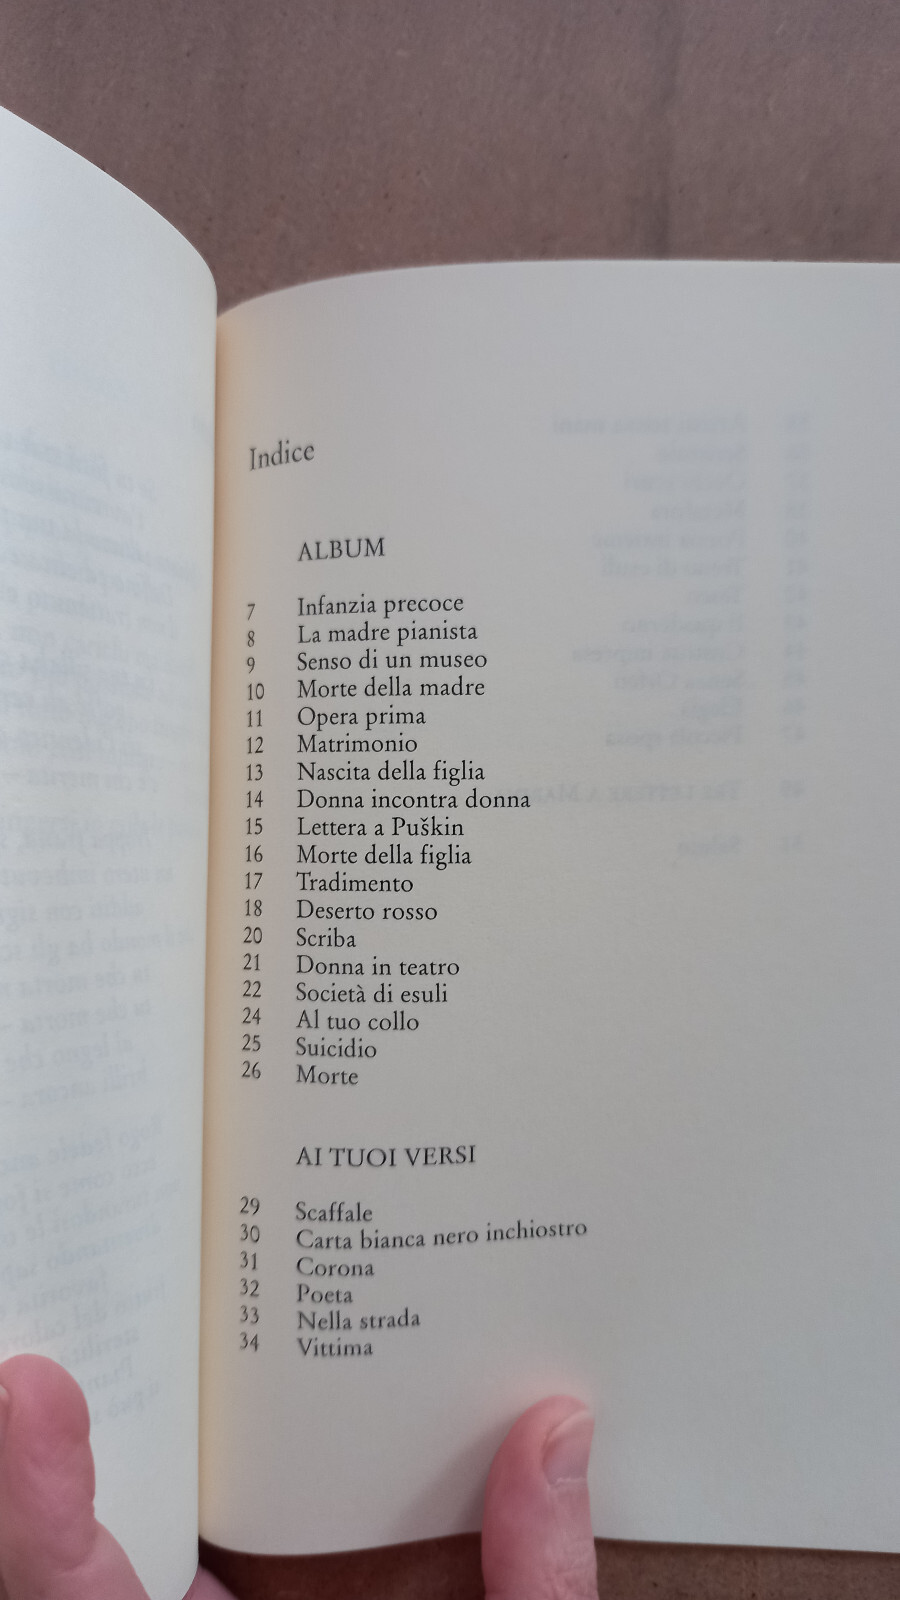 Indice
ALBUM
7 Infanzia precoce
8 La madre pianista
9 Senso di un museo
10 Morte della madre
11 Opera prima
12 Matrimonio
13 Nascita della figlia
14 Donna incontra donna
15 Lettera a Puškin
16 Morte della figlia
17 Tradimento
18 Deserto rosso
20 Scriba
21 Donna in teatro
22 Società di esuli
24 Al tuo collo
25 Suicidio
26 Morte
AI TUOI VERSI
29 Scaffale
30 Carta bianca nero inchiostro
31 Corona
32 Poeta
33 Nella strada
34 Vittima